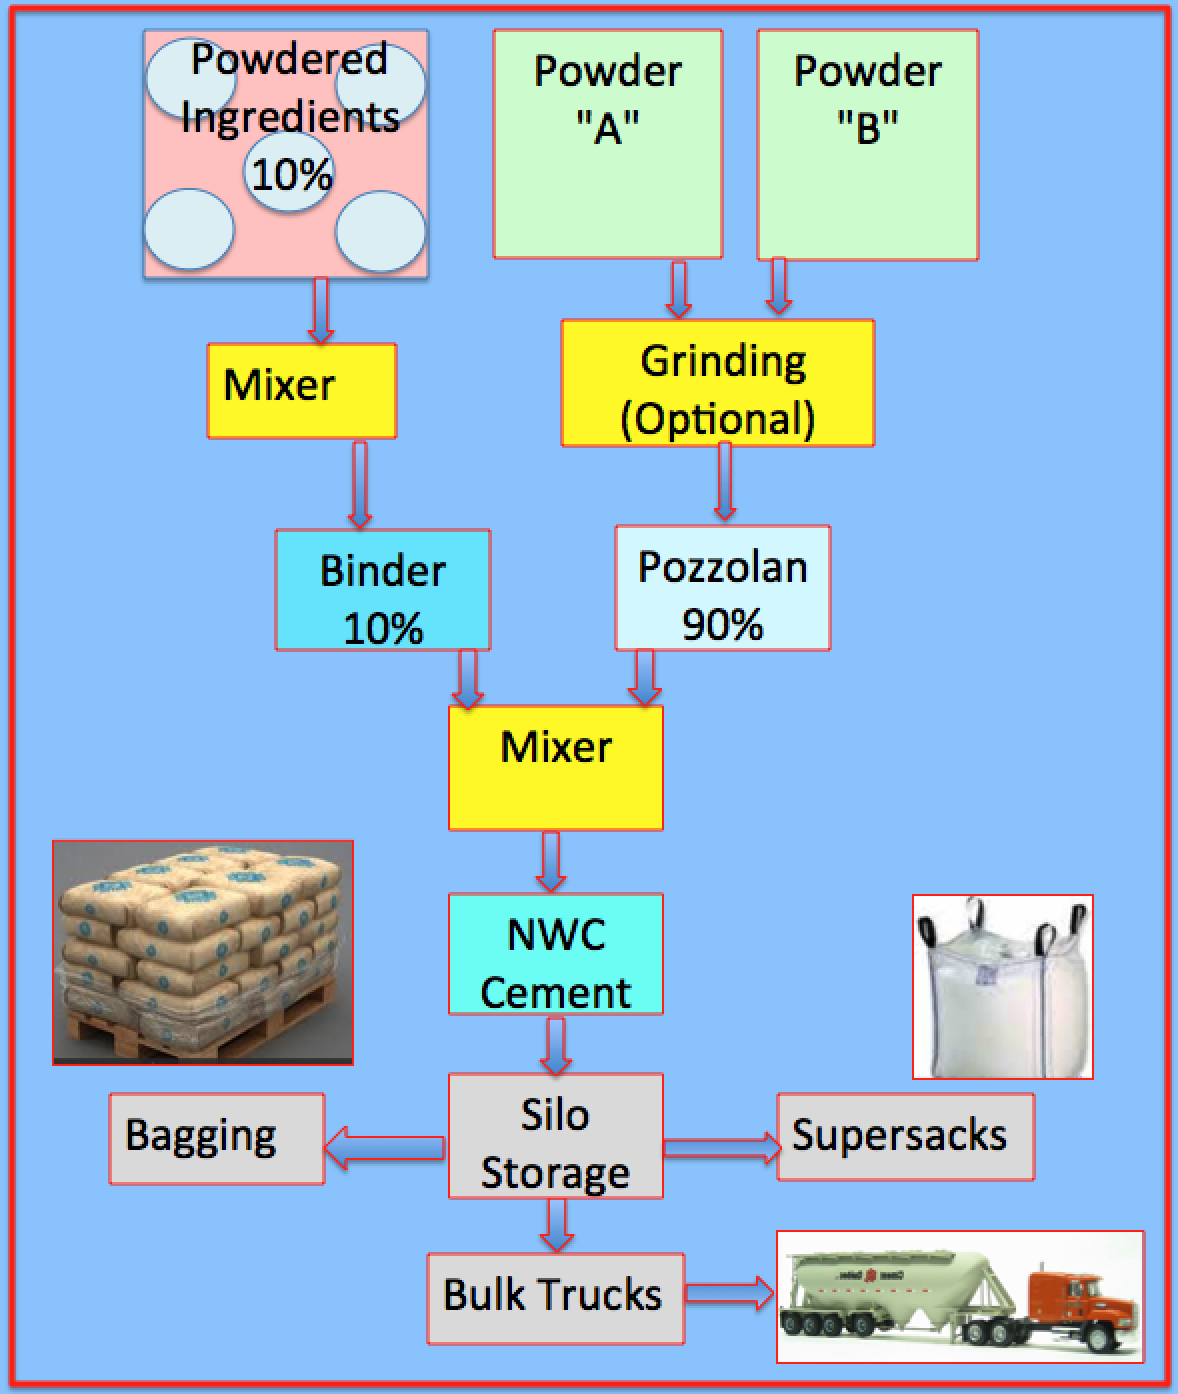 Powdered
Ingredients
10%
Powder
"A"
Powder
"B"
Mixer
Grinding
(Optional)
Binder
10%
Pozzolan
90%
Mixer
NWC
Cement
Silo
Storage
Bagging
Supersacks
Bulk Trucks